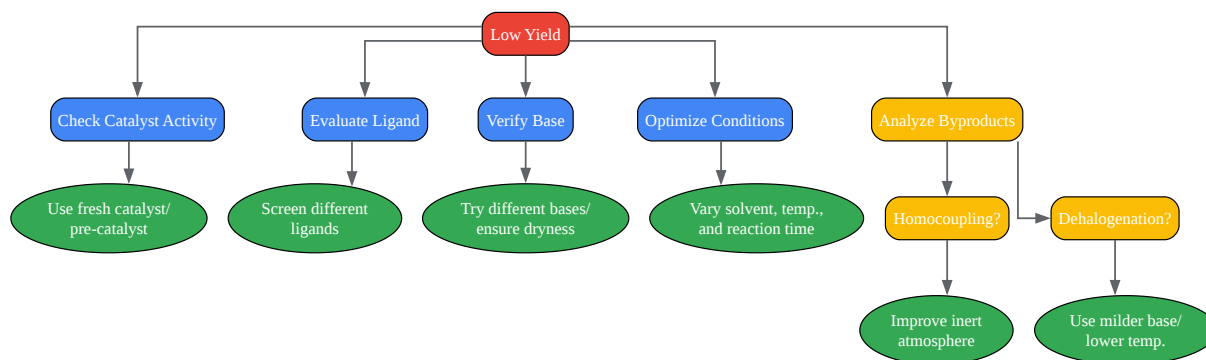 Low Yield
Check Catalyst Activity
Evaluate Ligand
Verify Base
Optimize Conditions
Analyze Byproducts
Use fresh catalyst/
pre-catalyst
Screen different
ligands
Try different bases/
ensure dryness
Vary solvent, temp.,
and reaction time
Homocoupling?
Dehalogenation?
Improve inert
atmosphere
Use milder base/
lower temp.